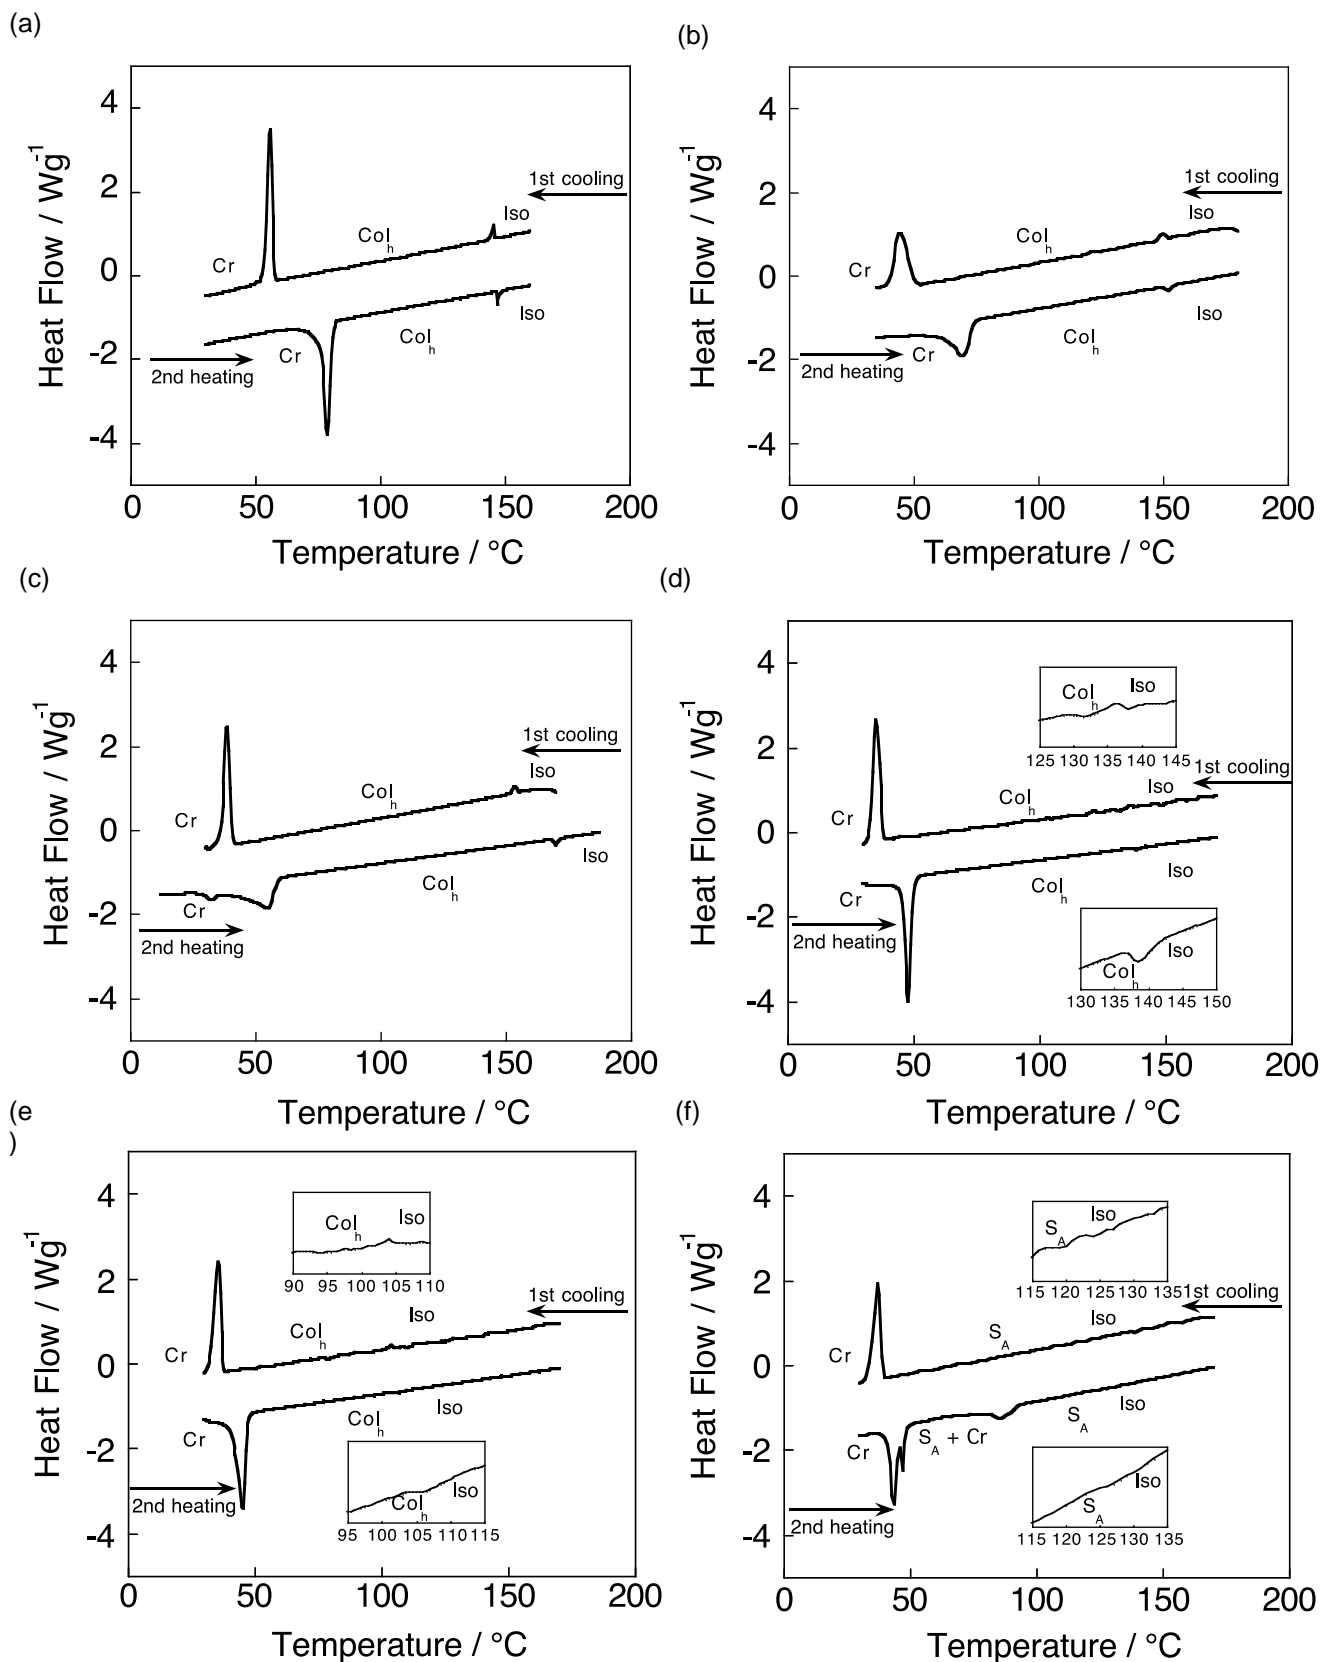 (a)
4
2
0
-2
-4
Heat Flow / Wg-1
1st cooling
Iso
Colh
Cr
Iso
Colh
Cr
2nd heating
0 50 100 150 200
Temperature / °C
(b)
4
2
0
-2
-4
Heat Flow / Wg-1
1st cooling
Iso
Colh
Cr
Iso
Colh
Cr
2nd heating
0 50 100 150 200
Temperature / °C
(c)
4
2
0
-2
-4
Heat Flow / Wg-1
1st cooling
Iso
Colh
Cr
Iso
Colh
Cr
2nd heating
0 50 100 150 200
Temperature / °C
(d)
4
2
0
-2
-4
Heat Flow / Wg-1
Colh Iso
125 130 135 140 145
1st cooling
Iso
Colh
Cr
Iso
Colh
Cr
2nd heating
Iso
Colh
130 135 140 145 150
0 50 100 150 200
Temperature / °C
(e
)
4
2
0
-2
-4
Heat Flow / Wg-1
Colh Iso
90 95 100 105 110
1st cooling
Iso
Colh
Cr
Iso
Colh
Cr
2nd heating
Iso
Colh
95 100 105 110 115
0 50 100 150 200
Temperature / °C
(f)
4
2
0
-2
-4
Heat Flow / Wg-1
SA Iso
115 120 125 130 135
1st cooling
Iso
SA
Cr
Iso
SA
SA + Cr
Cr
2nd heating
Iso
SA
115 120 125 130 135
0 50 100 150 200
Temperature / °C